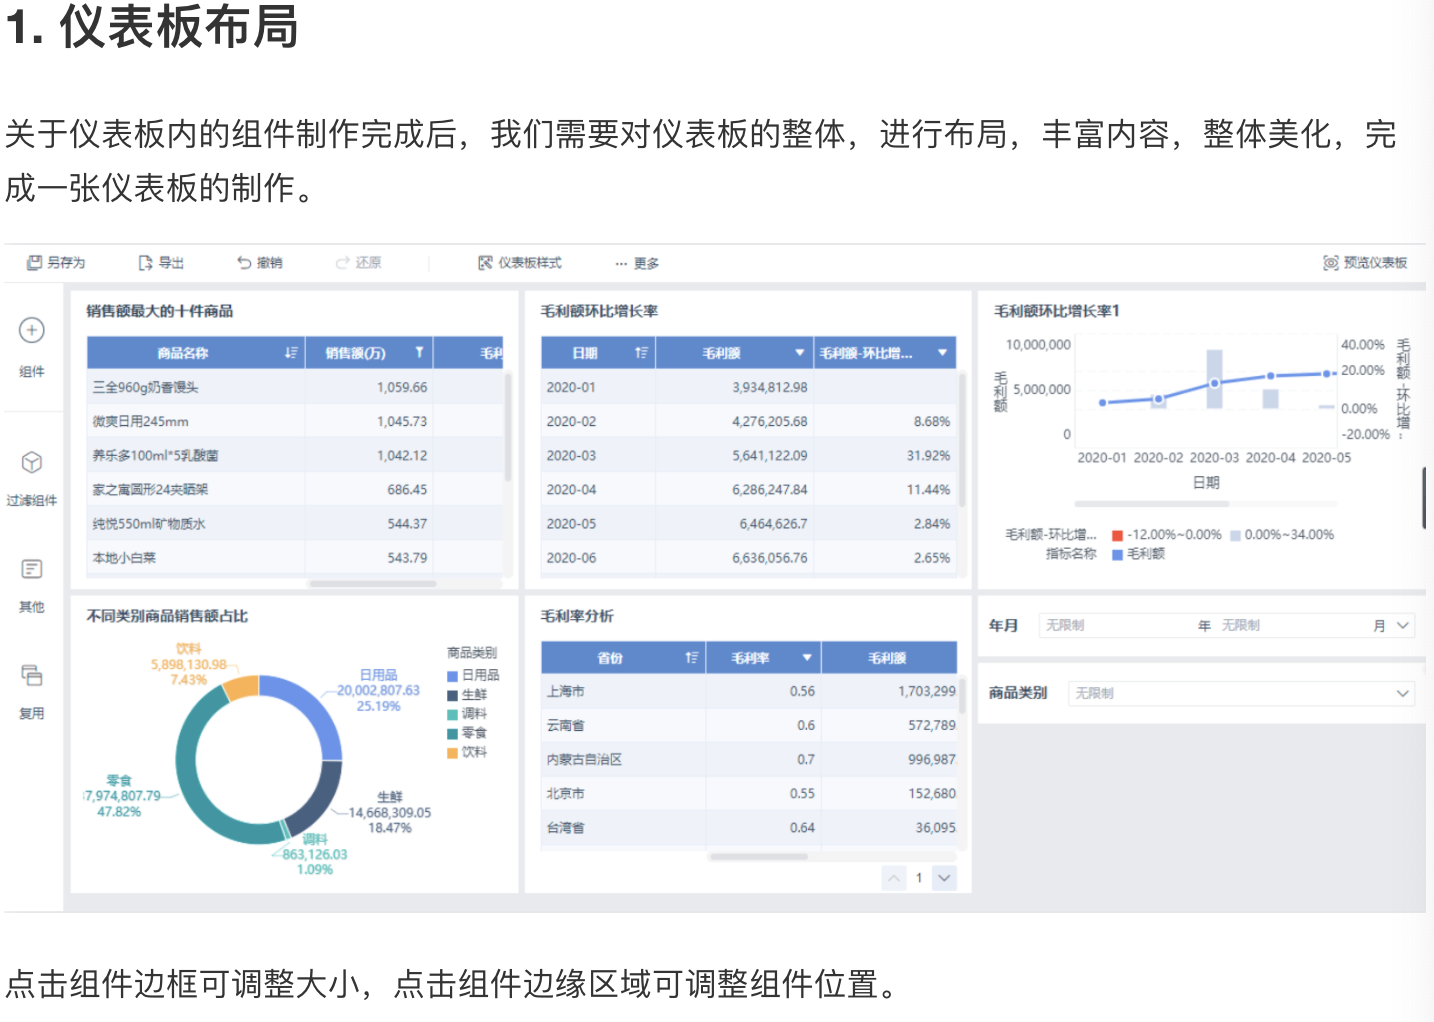 1. 仪表板布局
关于仪表板内的组件制作完成后，我们需要对仪表板的整体，进行布局，丰富内容，整体美化，完
成一张仪表板的制作。
另存为 导出 撤销 还原 仪表板样式 ··· 更多 预览仪表板
组件
过滤组件
其他
复用
销售额最大的十件商品
商品名称 销售额(万) 毛利
三全960g奶香馒头 1,059.66
微爽日用245mm 1,045.73
养乐多100ml*5乳酸菌 1,042.12
家之寓圆形24夹晒架 686.45
纯悦550ml矿物质水 544.37
本地小白菜 543.79
毛利额环比增长率
日期 毛利额 毛利额-环比增...
2020-01 3,934,812.98
2020-02 4,276,205.68 8.68%
2020-03 5,641,122.09 31.92%
2020-04 6,286,247.84 11.44%
2020-05 6,464,626.7 2.84%
2020-06 6,636,056.76 2.65%
毛利额环比增长率1
毛利额
10,000,000
5,000,000
0
40.00%
20.00%
0.00%
-20.00%
毛利额-环比增
2020-01 2020-02 2020-03 2020-04 2020-05
日期
毛利额-环比增... -12.00%~0.00% 0.00%~34.00%
指标名称 毛利额
不同类别商品销售额占比
饮料
5,898,130.98
7.43%
日用品
20,002,807.63
25.19%
零食
7,974,807.79
47.82%
生鲜
14,668,309.05
18.47%
调料
863,126.03
1.09%
商品类别
日用品
生鲜
调料
零食
饮料
毛利率分析
省份 毛利率 毛利额
上海市 0.56 1,703,299
云南省 0.6 572,789
内蒙古自治区 0.7 996,987
北京市 0.55 152,680
台湾省 0.64 36,095
1
年月 无限制 年 无限制 月
商品类别 无限制
点击组件边框可调整大小，点击组件边缘区域可调整组件位置。